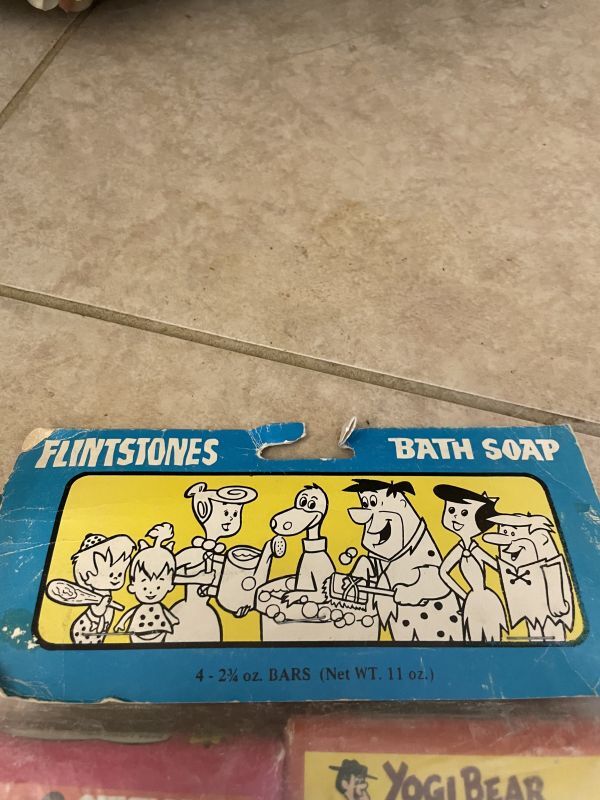 FLINTSTONES BATH SOAP
4 - 2¾ oz. BARS (Net WT. 11 oz.)
YOGI BEAR